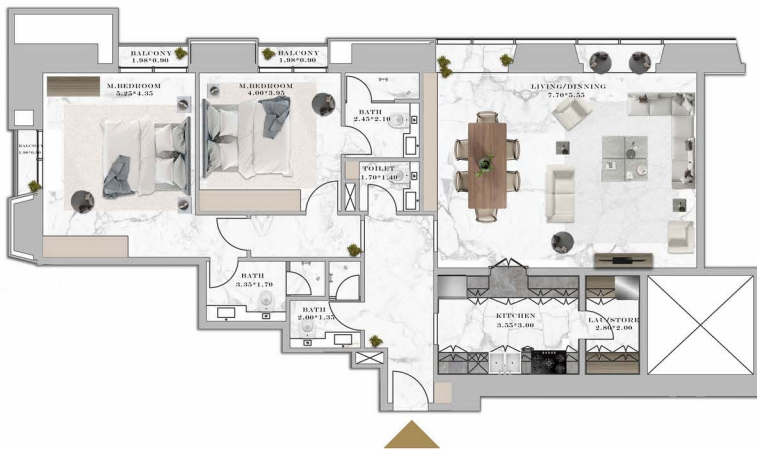 BALCONY
1.98*0.90
BALCONY
1.98*0.90
M.BEDROOM
5.25*4.35
M.BEDROOM
4.00*3.95
LIVING/DINNING
7.70*5.55
BATH
2.45*2.10
BALCONY
TOILET
1.70*1.40
BATH
3.35*1.70
BATH
2.00*1.35
KITCHEN
3.55*3.00
LAU/STORE
2.80*2.00